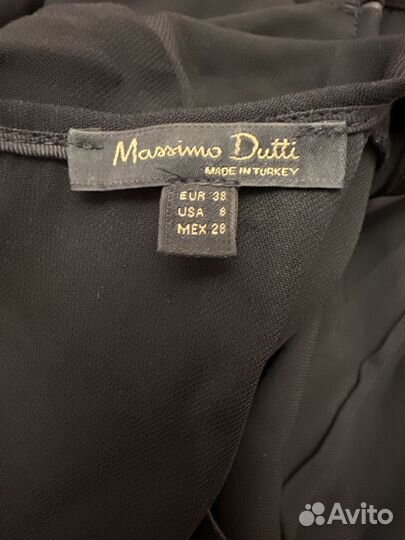 Massimo Dutti
MADE IN TURKEY
EUR 38
USA 6
MEX 28
Avito